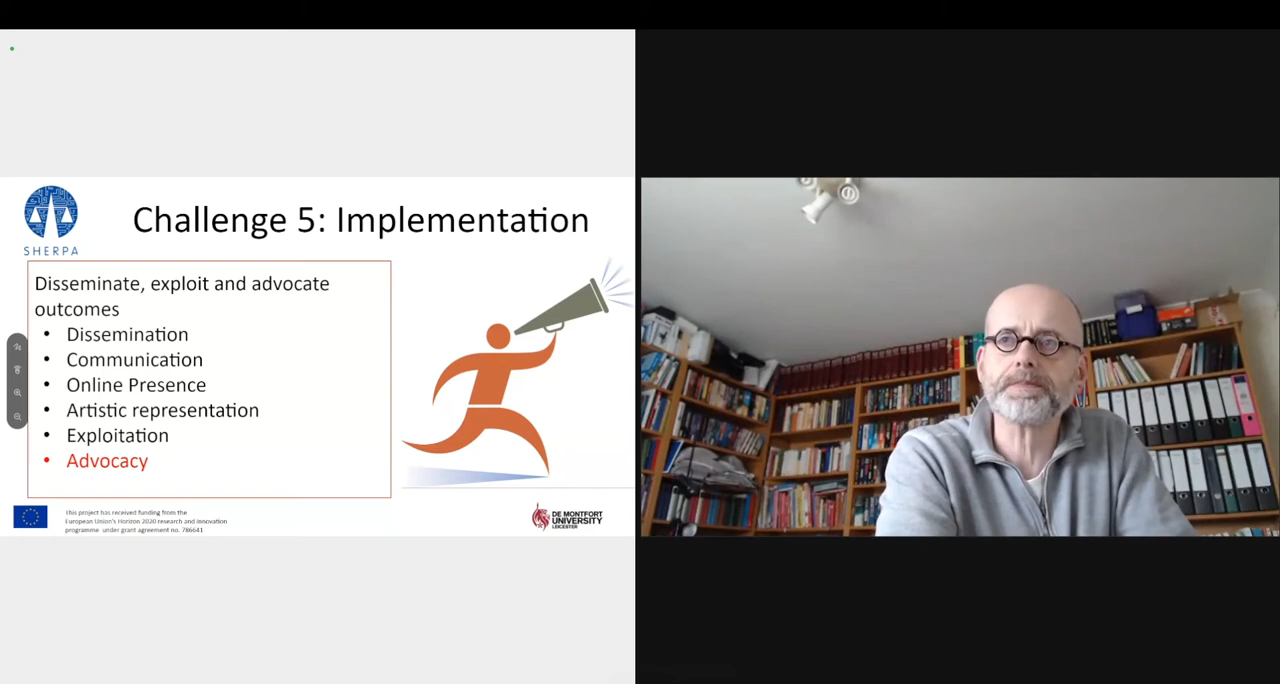 SHERPA
Challenge 5: Implementation
Disseminate, exploit and advocate
outcomes
• Dissemination
• Communication
• Online Presence
• Artistic representation
• Exploitation
• Advocacy
This project has received funding from the
European Union's Horizon 2020 research and innovation
programme under grant agreement no. 786641
DE MONTFORT
UNIVERSITY
LEICESTER